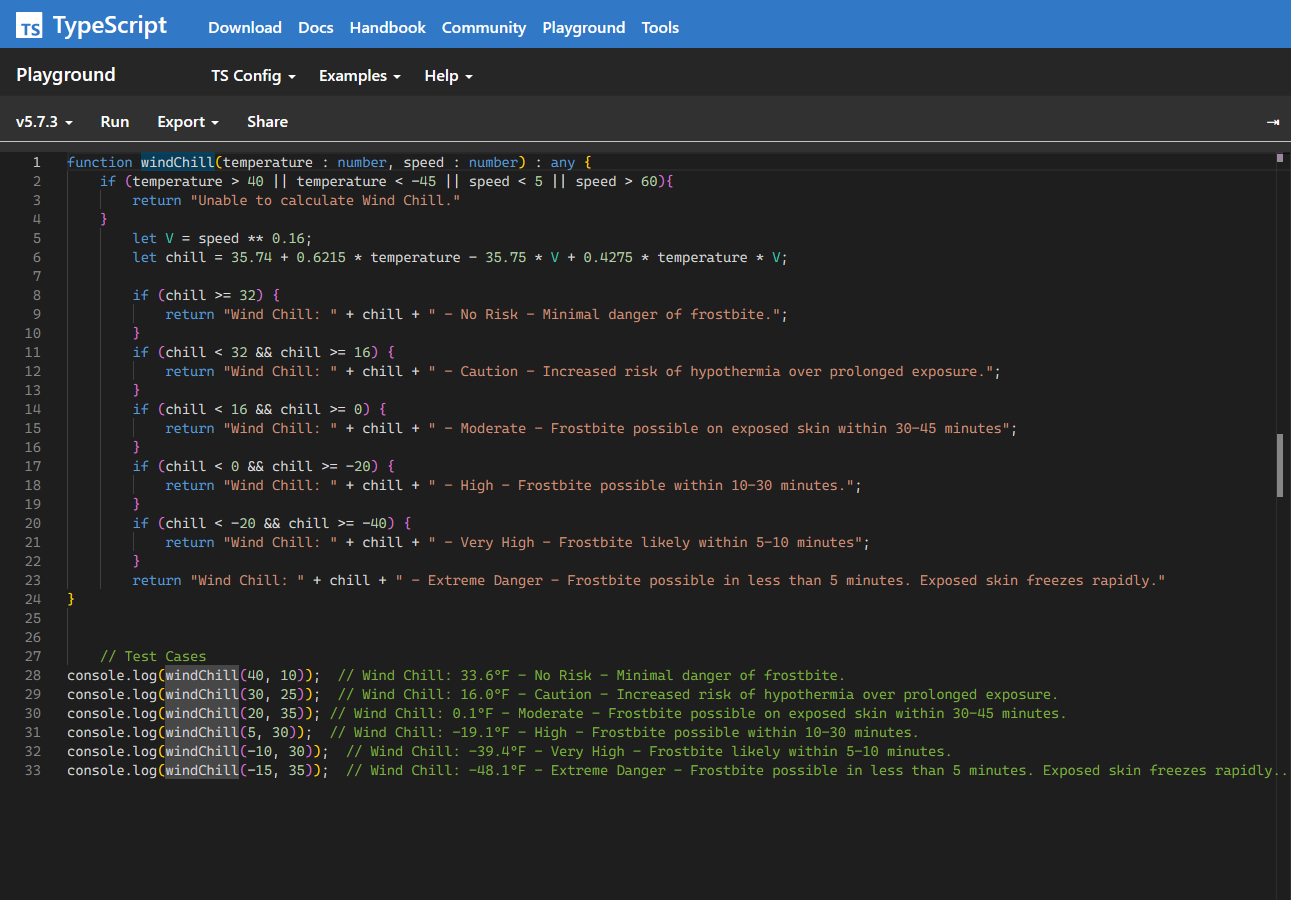 TS TypeScript Download Docs Handbook Community Playground Tools
Playground TS Config Examples Help
v5.7.3 Run Export Share
1 function windChill(temperature : number, speed : number) : any {
2 if (temperature > 40 || temperature < -45 || speed < 5 || speed > 60){
3 return "Unable to calculate Wind Chill."
4 }
5 let V = speed ** 0.16;
6 let chill = 35.74 + 0.6215 * temperature - 35.75 * V + 0.4275 * temperature * V;
7
8 if (chill >= 32) {
9 return "Wind Chill: " + chill + " - No Risk - Minimal danger of frostbite.";
10 }
11 if (chill < 32 && chill >= 16) {
12 return "Wind Chill: " + chill + " - Caution - Increased risk of hypothermia over prolonged exposure.";
13 }
14 if (chill < 16 && chill >= 0) {
15 return "Wind Chill: " + chill + " - Moderate - Frostbite possible on exposed skin within 30-45 minutes";
16 }
17 if (chill < 0 && chill >= -20) {
18 return "Wind Chill: " + chill + " - High - Frostbite possible within 10-30 minutes.";
19 }
20 if (chill < -20 && chill >= -40) {
21 return "Wind Chill: " + chill + " - Very High - Frostbite likely within 5-10 minutes";
22 }
23 return "Wind Chill: " + chill + " - Extreme Danger - Frostbite possible in less than 5 minutes. Exposed skin freezes rapidly."
24 }
25
26
27 // Test Cases
28 console.log(windChill(40, 10)); // Wind Chill: 33.6°F - No Risk - Minimal danger of frostbite.
29 console.log(windChill(30, 25)); // Wind Chill: 16.0°F - Caution - Increased risk of hypothermia over prolonged exposure.
30 console.log(windChill(20, 35)); // Wind Chill: 0.1°F - Moderate - Frostbite possible on exposed skin within 30-45 minutes.
31 console.log(windChill(5, 30)); // Wind Chill: -19.1°F - High - Frostbite possible within 10-30 minutes.
32 console.log(windChill(-10, 30)); // Wind Chill: -39.4°F - Very High - Frostbite likely within 5-10 minutes.
33 console.log(windChill(-15, 35)); // Wind Chill: -48.1°F - Extreme Danger - Frostbite possible in less than 5 minutes. Exposed skin freezes rapidly..